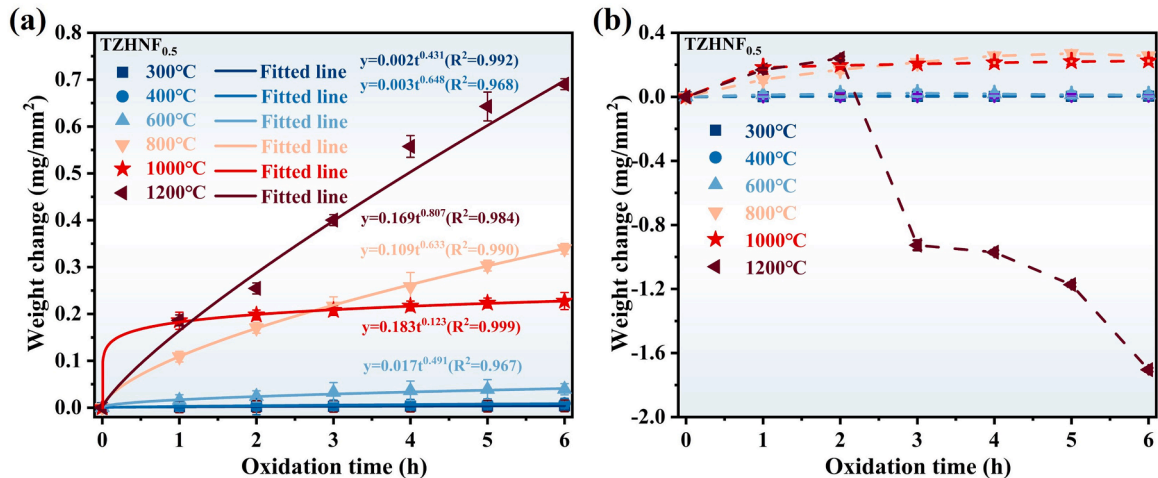 (a)
Weight change (mg/mm²)
0.8
0.7
0.6
0.5
0.4
0.3
0.2
0.1
0.0
TZHNF₀.₅
300°C Fitted line
400°C Fitted line
600°C Fitted line
800°C Fitted line
1000°C Fitted line
1200°C Fitted line
y=0.002t^0.431(R²=0.992)
y=0.003t^0.648(R²=0.968)
y=0.169t^0.807(R²=0.984)
y=0.109t^0.633(R²=0.990)
y=0.183t^0.123(R²=0.999)
y=0.017t^0.491(R²=0.967)
0 1 2 3 4 5 6
Oxidation time (h)
(b)
Weight change (mg/mm²)
0.4
0.0
-0.4
-0.8
-1.2
-1.6
-2.0
TZHNF₀.₅
300°C
400°C
600°C
800°C
1000°C
1200°C
0 1 2 3 4 5 6
Oxidation time (h)